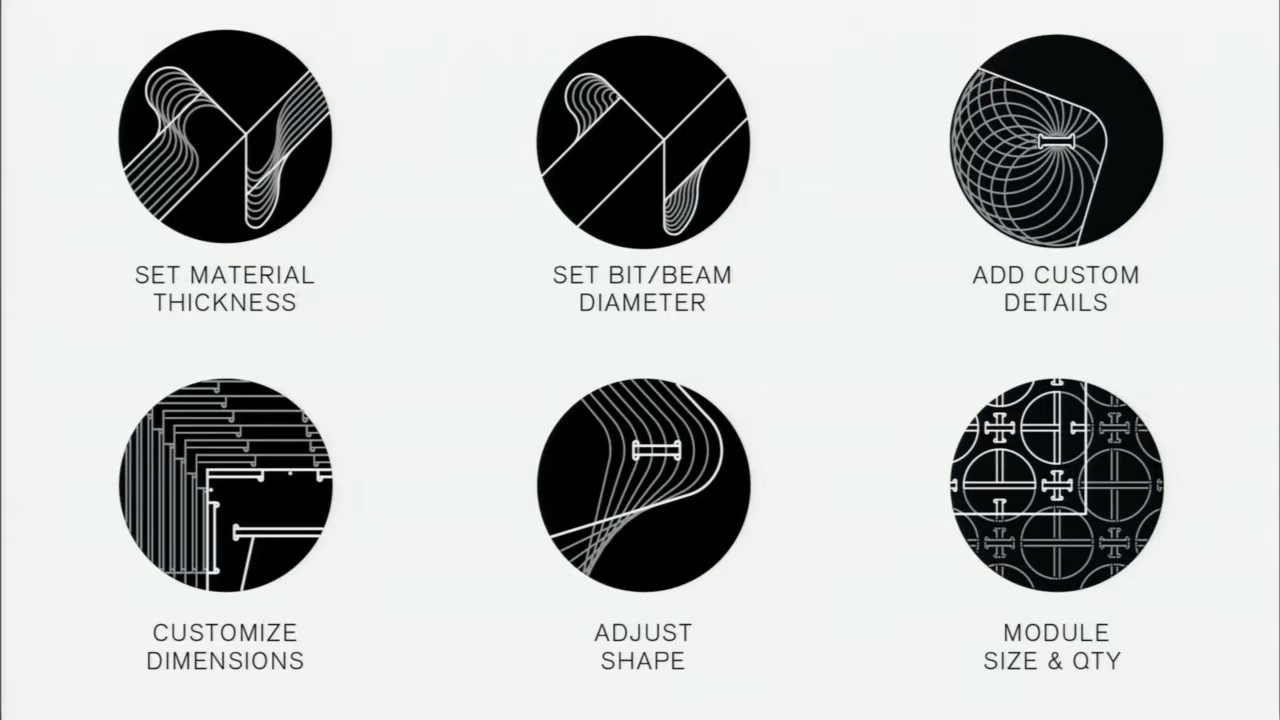 SET MATERIAL
THICKNESS
SET BIT/BEAM
DIAMETER
ADD CUSTOM
DETAILS
CUSTOMIZE
DIMENSIONS
ADJUST
SHAPE
MODULE
SIZE & QTY